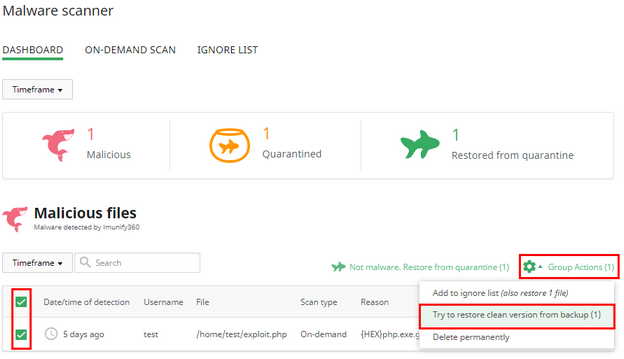 Malware scanner
DASHBOARD ON-DEMAND SCAN IGNORE LIST
Timeframe
1 Malicious
1 Quarantined
1 Restored from quarantine
Malicious files
Malware detected by Imunify360
Timeframe Search
Not malware. Restore from quarantine (1) Group Actions (1)
Add to ignore list (also restore 1 file)
Try to restore clean version from backup (1)
Delete permanently
Date/time of detection Username File Scan type Reason
5 days ago test /home/test/exploit.php On-demand {HEX}php.exe.g